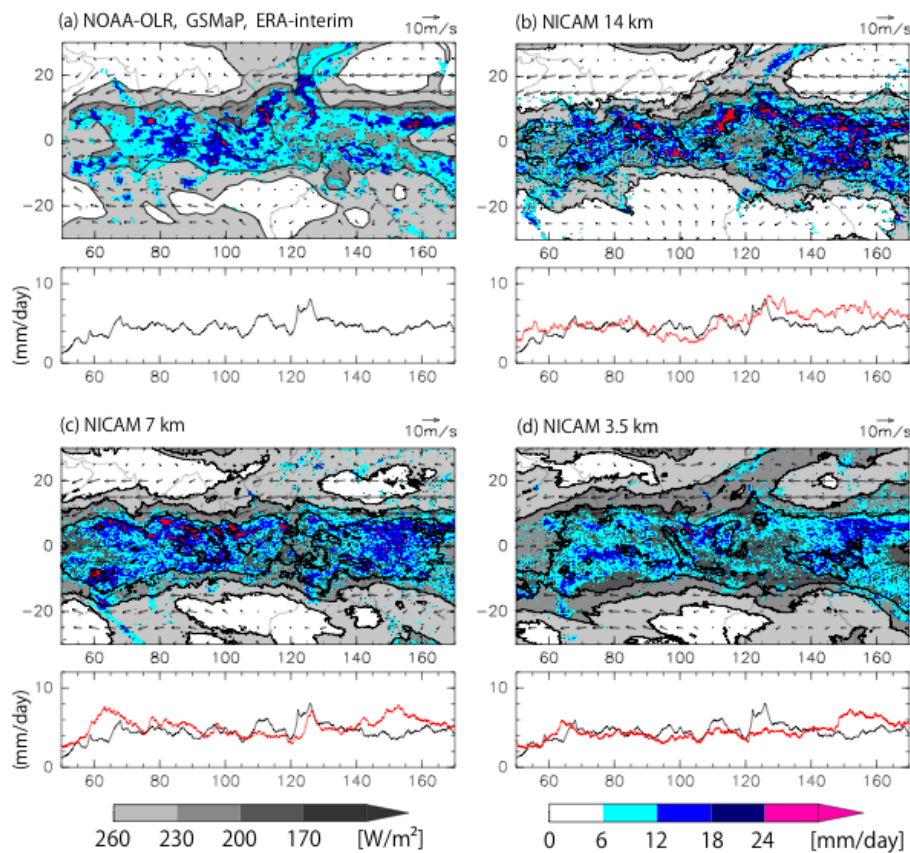 (a) NOAA-OLR, GSMaP, ERA-interim
10m/s
(b) NICAM 14 km
10m/s
20
0
−20
60 80 100 120 140 160
20
0
−20
60 80 100 120 140 160
(mm/day)
10
0
60 80 100 120 140 160
10
0
60 80 100 120 140 160
(c) NICAM 7 km
10m/s
(d) NICAM 3.5 km
10m/s
20
0
−20
60 80 100 120 140 160
20
0
−20
60 80 100 120 140 160
(mm/day)
10
0
60 80 100 120 140 160
10
0
60 80 100 120 140 160
260 230 200 170 [W/m²]
0 6 12 18 24 [mm/day]